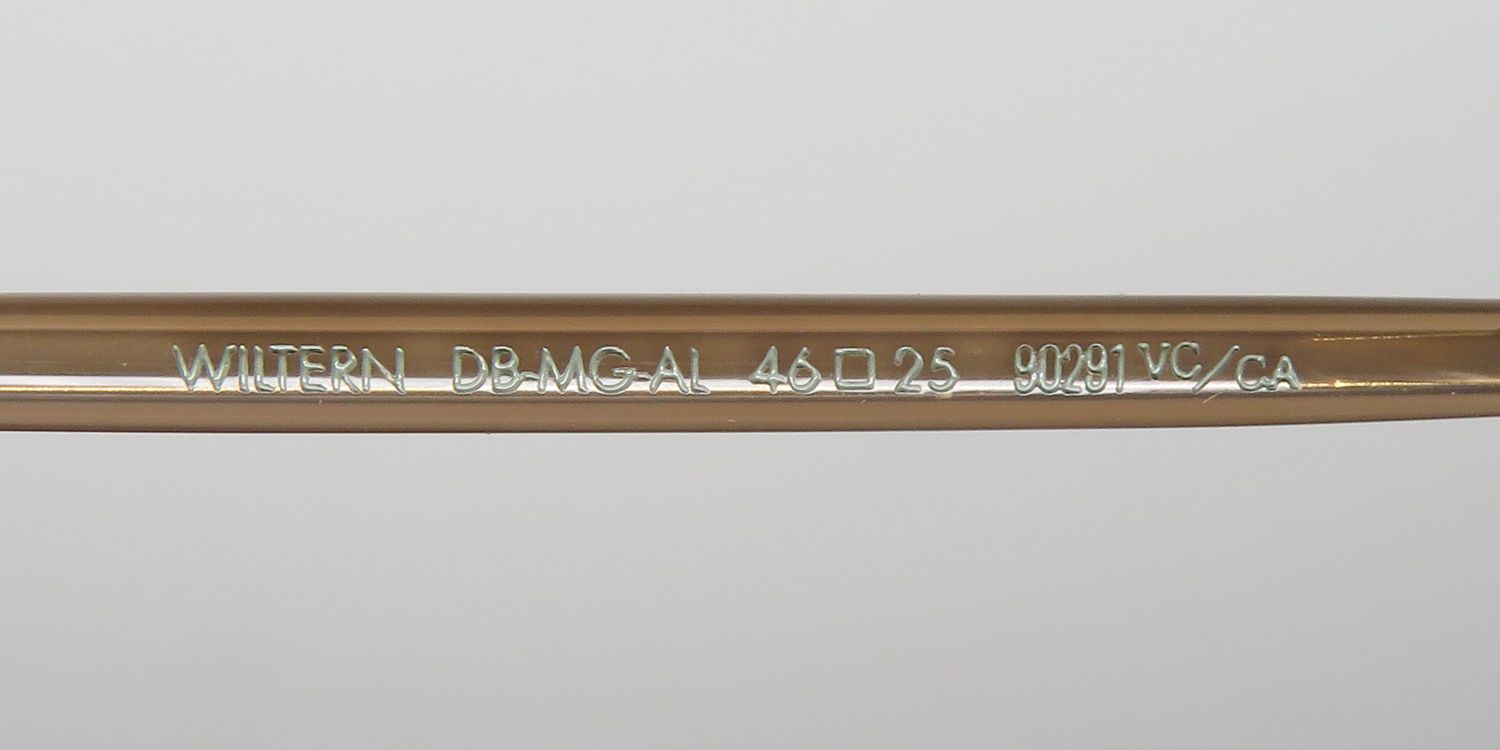 WILTERN DB-MG-AL 46□25 90291 VC/CA